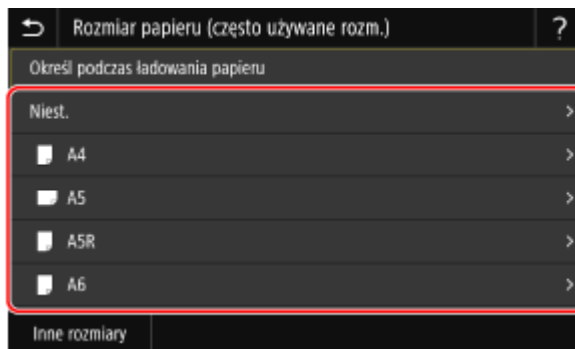 Rozmiar papieru (często używane rozm.) ?
Określ podczas ładowania papieru
Niest. >
A4 >
A5 >
A5R >
A6 >
Inne rozmiary